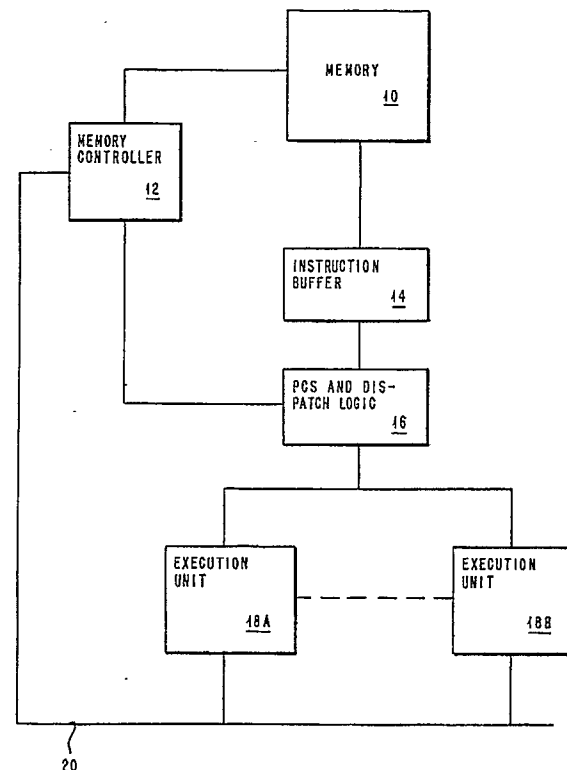 MEMORY
10
MEMORY
CONTROLLER
12
INSTRUCTION
BUFFER
14
PCS AND DIS-
PATCH LOGIC
16
EXECUTION
UNIT
18A
EXECUTION
UNIT
18B
20